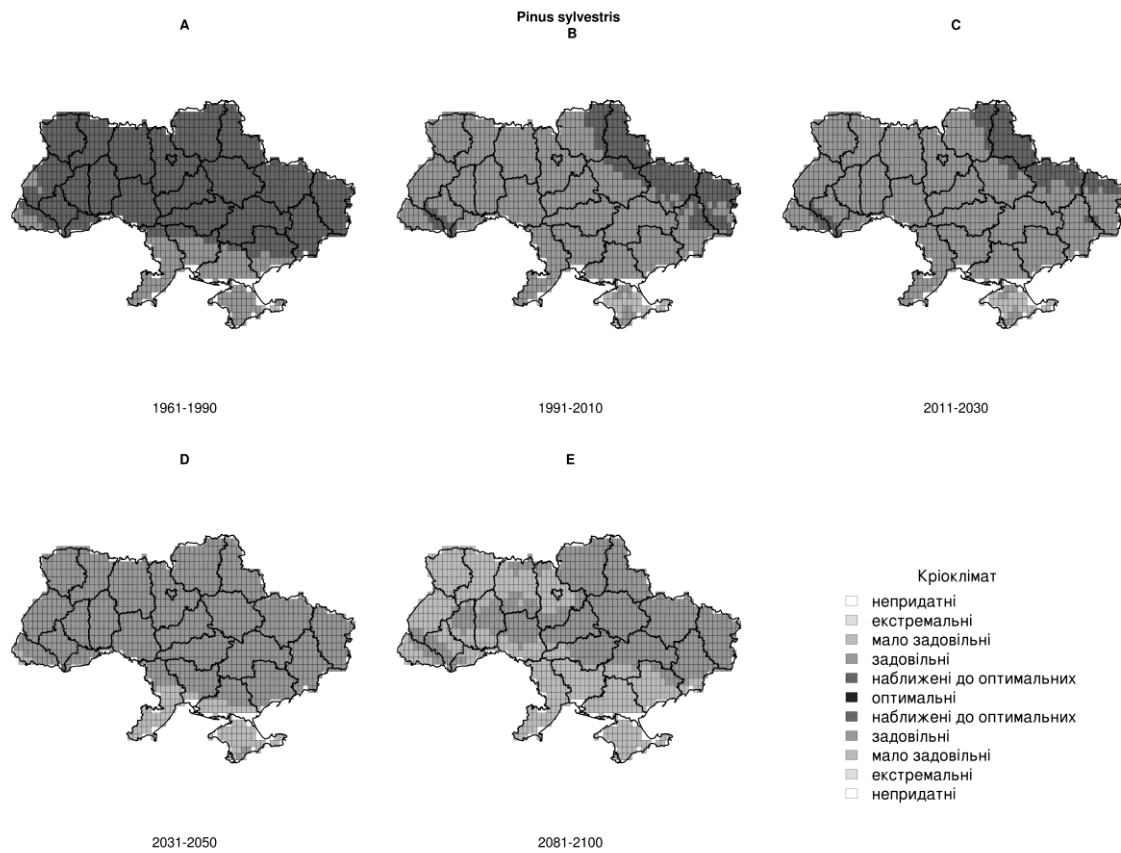 Pinus sylvestris
A
B
C
1961-1990
1991-2010
2011-2030
D
E
Кріоклімат
непридатні
екстремальні
мало задовільні
задовільні
наближені до оптимальних
оптимальні
наближені до оптимальних
задовільні
мало задовільні
екстремальні
непридатні
2031-2050
2081-2100